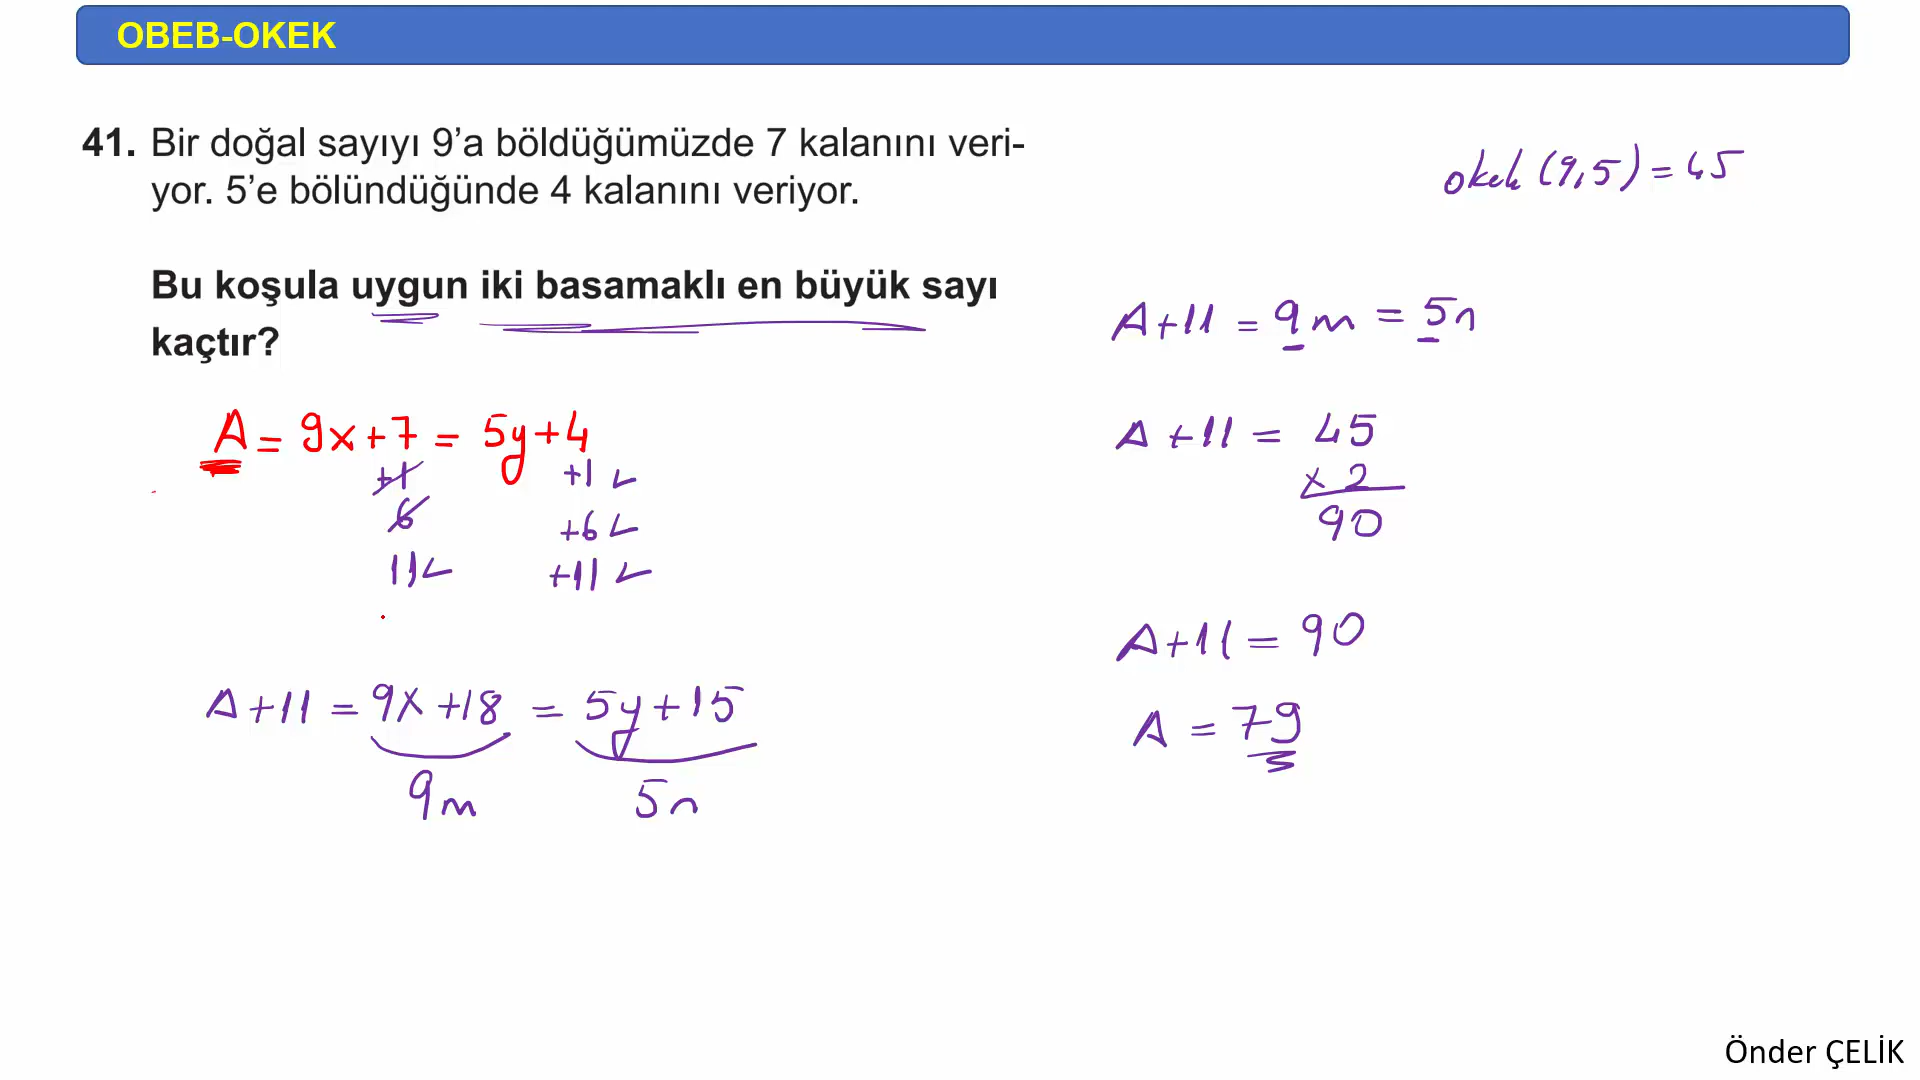 OBEB-OKEK
41. Bir doğal sayıyı 9’a böldüğümüzde 7 kalanını veri-
yor. 5’e bölündüğünde 4 kalanını veriyor.
Bu koşula uygun iki basamaklı en büyük sayı
kaçtır?
A = 9x+7 = 5y+4
+1 +1
6 +6
11 +11
A+11 = 9x+18 = 5y+15
9m 5n
okek (9,5) = 45
A+11 = 9m = 5n
A+11 = 45
x 2
90
A+11 = 90
A = 79
Önder ÇELİK